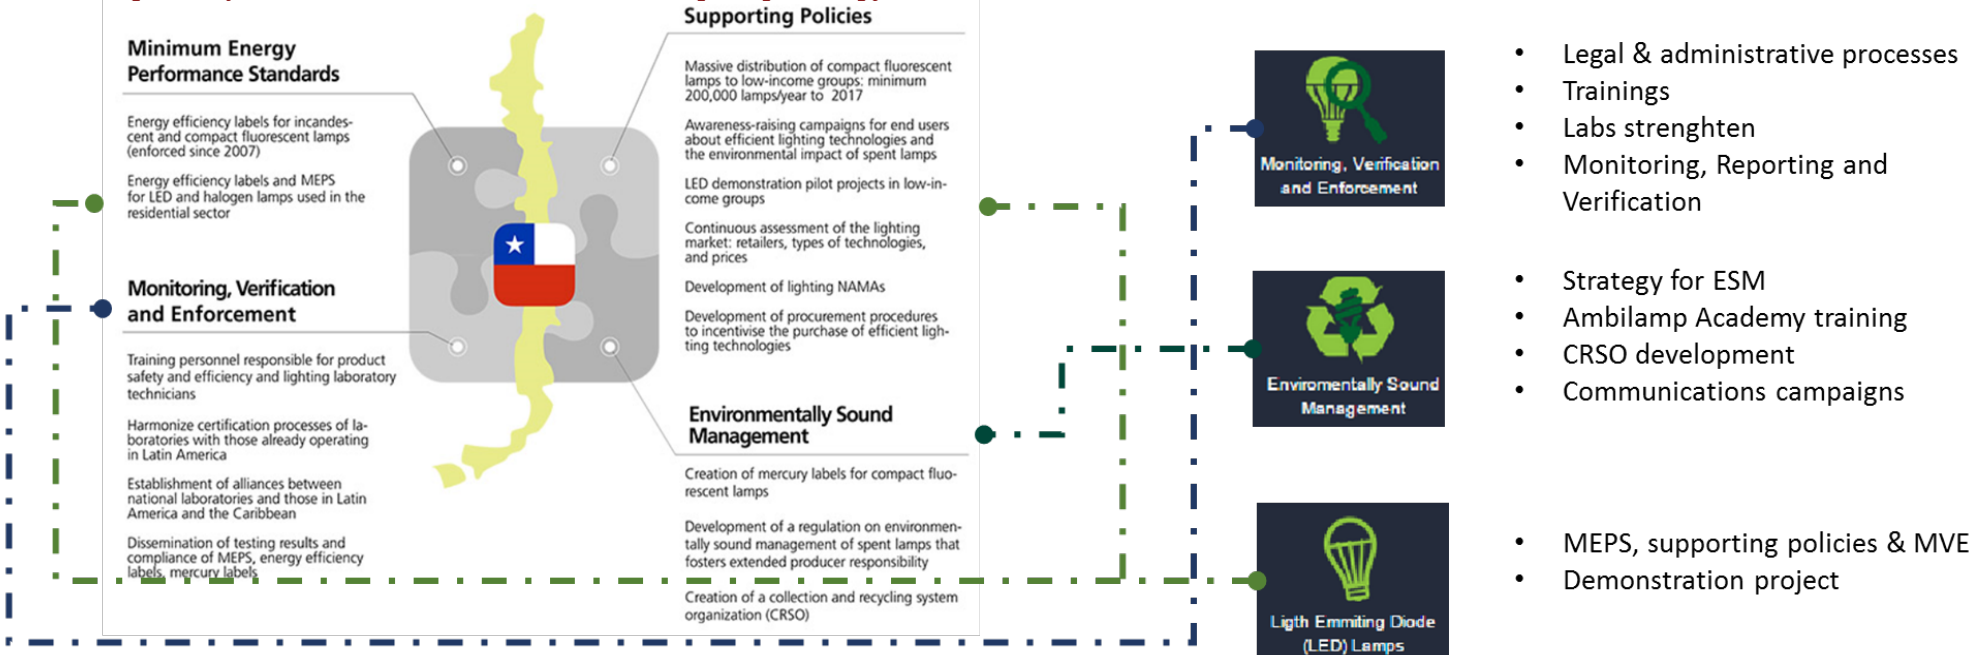 Minimum Energy
Performance Standards
Energy efficiency labels for incandes-
cent and compact fluorescent lamps
(enforced since 2007)
Energy efficiency labels and MEPS
for LED and halogen lamps used in the
residential sector
Monitoring, Verification
and Enforcement
Training personnel responsible for product
safety and efficiency and lighting laboratory
technicians
Harmonize certification processes of la-
boratories with those already operating
in Latin America
Establishment of alliances between
national laboratories and those in Latin
America and the Caribbean
Dissemination of testing results and
compliance of MEPS, energy efficiency
labels, mercury labels
Supporting Policies
Massive distribution of compact fluorescent
lamps to low-income groups: minimum
200,000 lamps/year to 2017
Awareness-raising campaigns for end users
about efficient lighting technologies and
the environmental impact of spent lamps
LED demonstration pilot projects in low-in-
come groups
Continuous assessment of the lighting
market: retailers, types of technologies,
and prices
Development of lighting NAMAs
Development of procurement procedures
to incentivise the purchase of efficient ligh-
ting technologies
Environmentally Sound
Management
Creation of mercury labels for compact fluo-
rescent lamps
Development of a regulation on environmen-
tally sound management of spent lamps that
fosters extended producer responsibility
Creation of a collection and recycling system
organization (CRSO)
Monitoring, Verification
and Enforcement
• Legal & administrative processes
• Trainings
• Labs strenghten
• Monitoring, Reporting and
Verification
Enviromentally Sound
Management
• Strategy for ESM
• Ambilamp Academy training
• CRSO development
• Communications campaigns
Ligth Emmiting Diode
(LED) Lamps
• MEPS, supporting policies & MVE
• Demonstration project